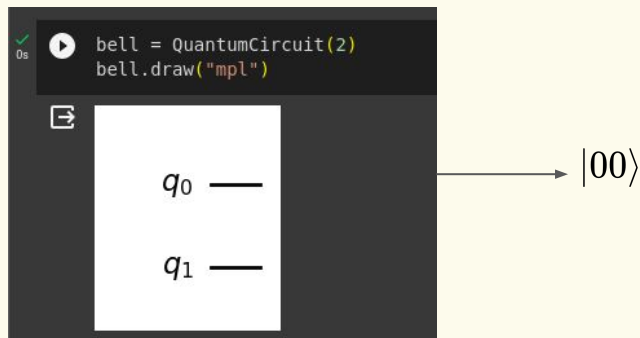 0s
bell = QuantumCircuit(2)
bell.draw("mpl")
q₀
q₁
|00⟩